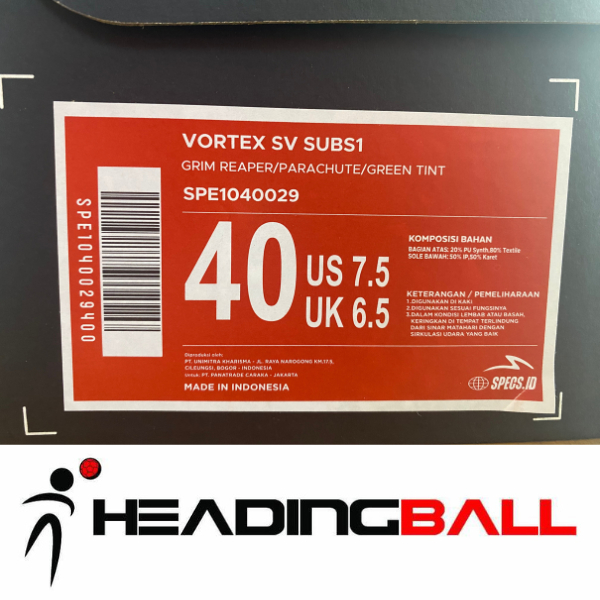 VORTEX SV SUBS1
GRIM REAPER/PARACHUTE/GREEN TINT
SPE1040029
SPE1040029400
40
US 7.5
UK 6.5
KOMPOSISI BAHAN
BAGIAN ATAS: 20% PU Synth,80% Textile
SOLE BAWAH: 50% IP,50% Karet
KETERANGAN / PEMELIHARAAN
1.DIGUNAKAN DI KAKI
2.DIGUNAKAN SESUAI FUNGSINYA
3.DALAM KONDISI LEMBAB ATAU BASAH,
KERINGKAN DI TEMPAT TERLINDUNG
DARI SINAR MATAHARI DENGAN
SIRKULASI UDARA YANG BAIK
Diproduksi oleh:
PT. UNIMITRA KHARISMA - JL. RAYA NAROGONG KM.17.5,
CILEUNGSI, BOGOR - INDONESIA
Untuk: PT. PANATRADE CARAKA - JAKARTA
MADE IN INDONESIA
SPECS.ID
HEADINGBALL